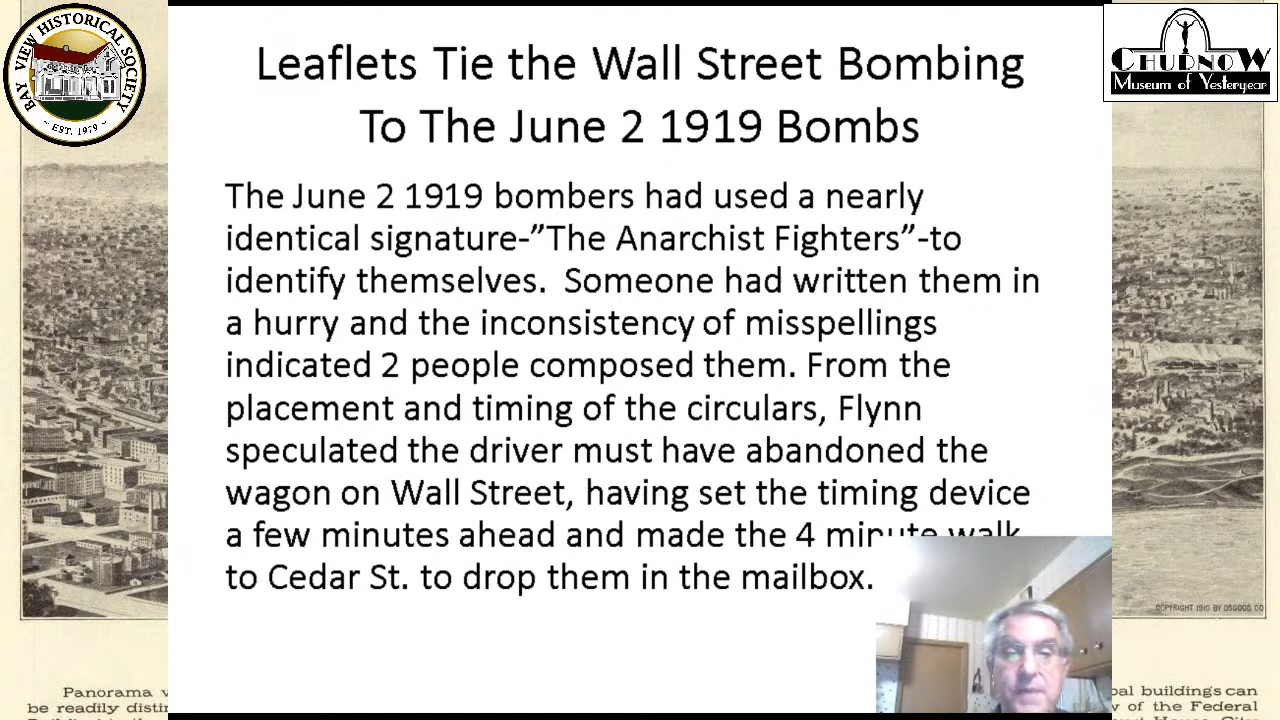 BAY VIEW HISTORICAL SOCIETY
~ EST. 1979 ~
CHUDNOW
Museum of Yesteryear
Leaflets Tie the Wall Street Bombing
To The June 2 1919 Bombs
The June 2 1919 bombers had used a nearly
identical signature-”The Anarchist Fighters”-to
identify themselves.  Someone had written them in
a hurry and the inconsistency of misspellings
indicated 2 people composed them. From the
placement and timing of the circulars, Flynn
speculated the driver must have abandoned the
wagon on Wall Street, having set the timing device
a few minutes ahead and made the 4 minute walk
to Cedar St. to drop them in the mailbox.
COPYRIGHT 1910 BY OSGOOD CO
Panorama
be readily
buildings can
of the Federal